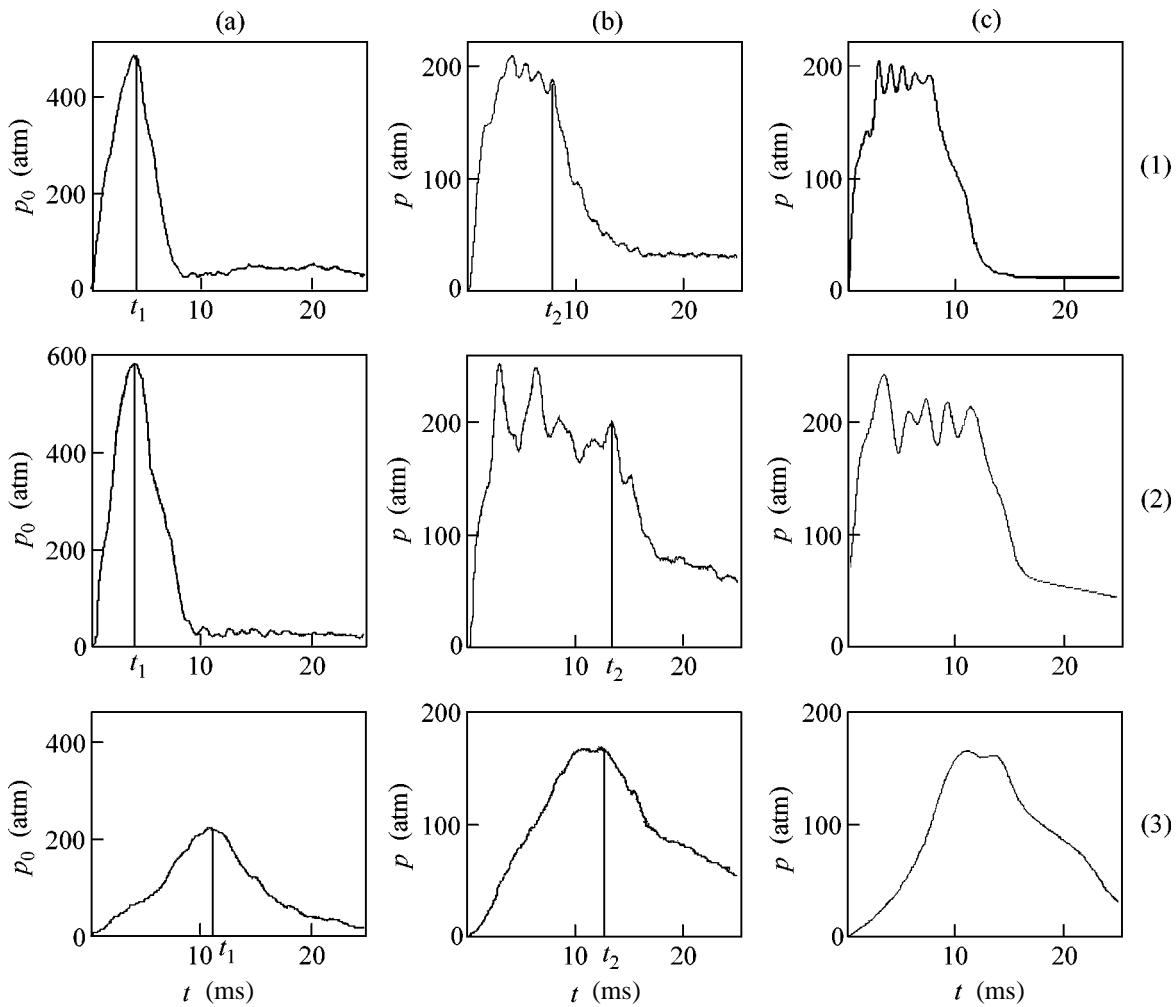 (a) (b) (c)
p0 (atm) 400 200 0 t1 10 20
p (atm) 200 100 0 t2 10 20
p (atm) 200 100 0 10 20
(1)
p0 (atm) 600 400 200 0 t1 10 20
p (atm) 200 100 0 10 t2 20
p (atm) 200 100 0 10 20
(2)
p0 (atm) 400 200 0 10 t1 20
p (atm) 200 100 0 10 t2 20
p (atm) 200 100 0 10 20
(3)
t (ms) t (ms) t (ms)